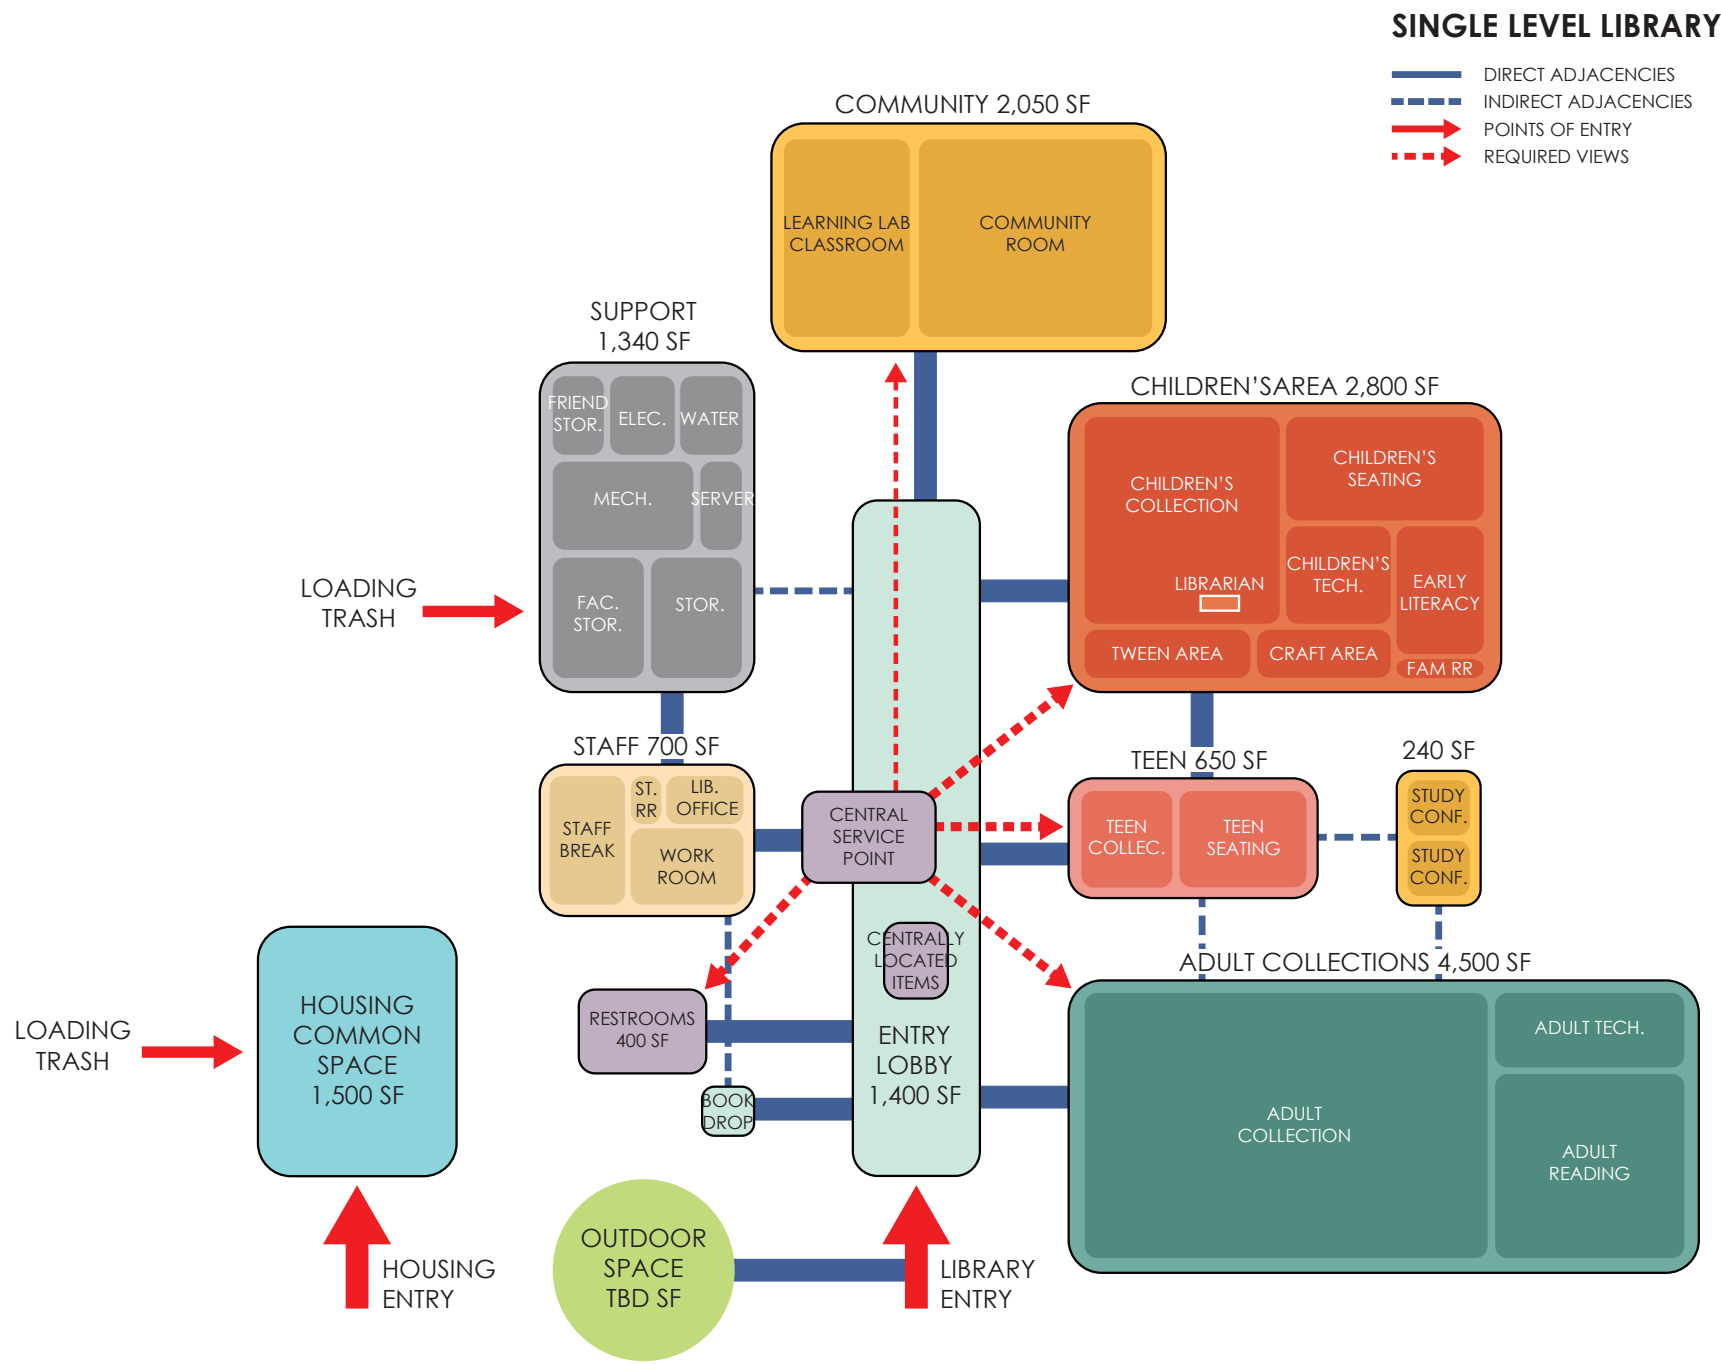 SINGLE LEVEL LIBRARY
DIRECT ADJACENCIES
INDIRECT ADJACENCIES
POINTS OF ENTRY
REQUIRED VIEWS
COMMUNITY 2,050 SF
LEARNING LAB
CLASSROOM
COMMUNITY
ROOM
SUPPORT
1,340 SF
FRIEND
STOR.
ELEC.
WATER
MECH.
SERVER
FAC.
STOR.
STOR.
LOADING
TRASH
CHILDREN'SAREA 2,800 SF
CHILDREN'S
COLLECTION
LIBRARIAN
CHILDREN'S
SEATING
CHILDREN'S
TECH.
EARLY
LITERACY
TWEEN AREA
CRAFT AREA
FAM RR
STAFF 700 SF
STAFF
BREAK
ST.
RR
LIB.
OFFICE
WORK
ROOM
CENTRAL
SERVICE
POINT
TEEN 650 SF
TEEN
COLLEC.
TEEN
SEATING
240 SF
STUDY
CONF.
STUDY
CONF.
CENTRALLY
LOCATED
ITEMS
ENTRY
LOBBY
1,400 SF
RESTROOMS
400 SF
BOOK
DROP
ADULT COLLECTIONS 4,500 SF
ADULT
COLLECTION
ADULT TECH.
ADULT
READING
LOADING
TRASH
HOUSING
COMMON
SPACE
1,500 SF
HOUSING
ENTRY
OUTDOOR
SPACE
TBD SF
LIBRARY
ENTRY